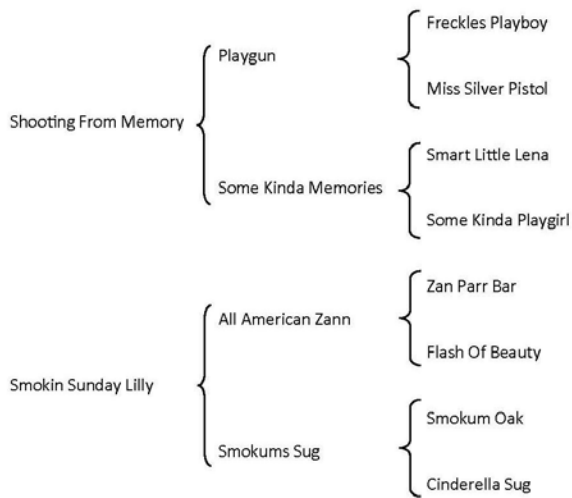 Freckles Playboy
Playgun
Miss Silver Pistol
Shooting From Memory
Smart Little Lena
Some Kinda Memories
Some Kinda Playgirl
Zan Parr Bar
All American Zann
Flash Of Beauty
Smokin Sunday Lilly
Smokum Oak
Smokums Sug
Cinderella Sug